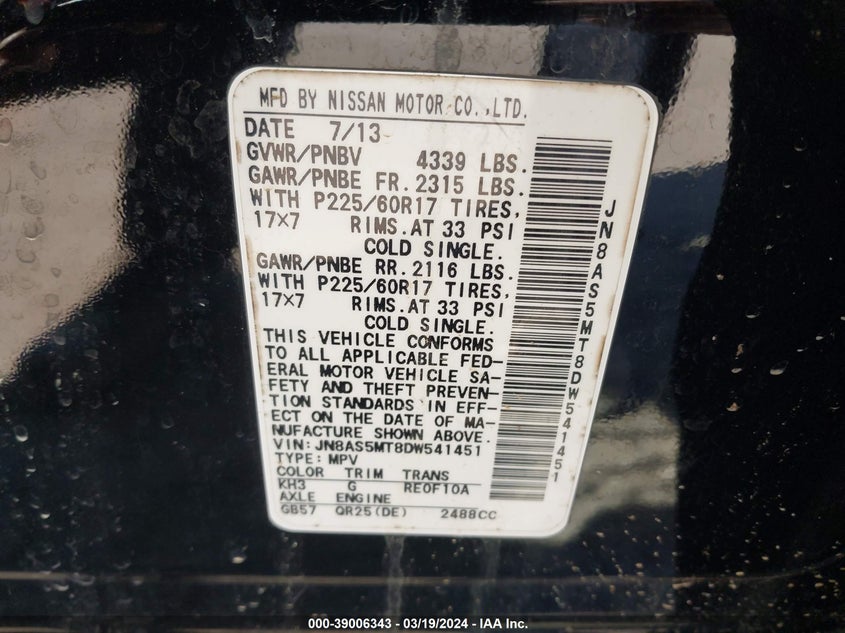 MFD BY NISSAN MOTOR CO.,LTD.
DATE 7/13
GVWR/PNBV 4339 LBS.
GAWR/PNBE FR. 2315 LBS.
WITH P225/60R17 TIRES,
17×7 RIMS.AT 33 PSI
COLD SINGLE.
GAWR/PNBE RR. 2116 LBS.
WITH P225/60R17 TIRES,
17×7 RIMS.AT 33 PSI
COLD SINGLE.
THIS VEHICLE CONFORMS
TO ALL APPLICABLE FED-
ERAL MOTOR VEHICLE SA-
FETY AND THEFT PREVEN-
TION STANDARDS IN EFF-
ECT ON THE DATE OF MA-
NUFACTURE SHOWN ABOVE.
VIN: JN8AS5MT8DW541451
TYPE: MPV
COLOR TRIM TRANS
KH3 G RE0F10A
AXLE ENGINE
GB57 QR25(DE) 2488CC
JN8AS5MT8DW541451
000-39006343 - 03/19/2024 - IAA Inc.